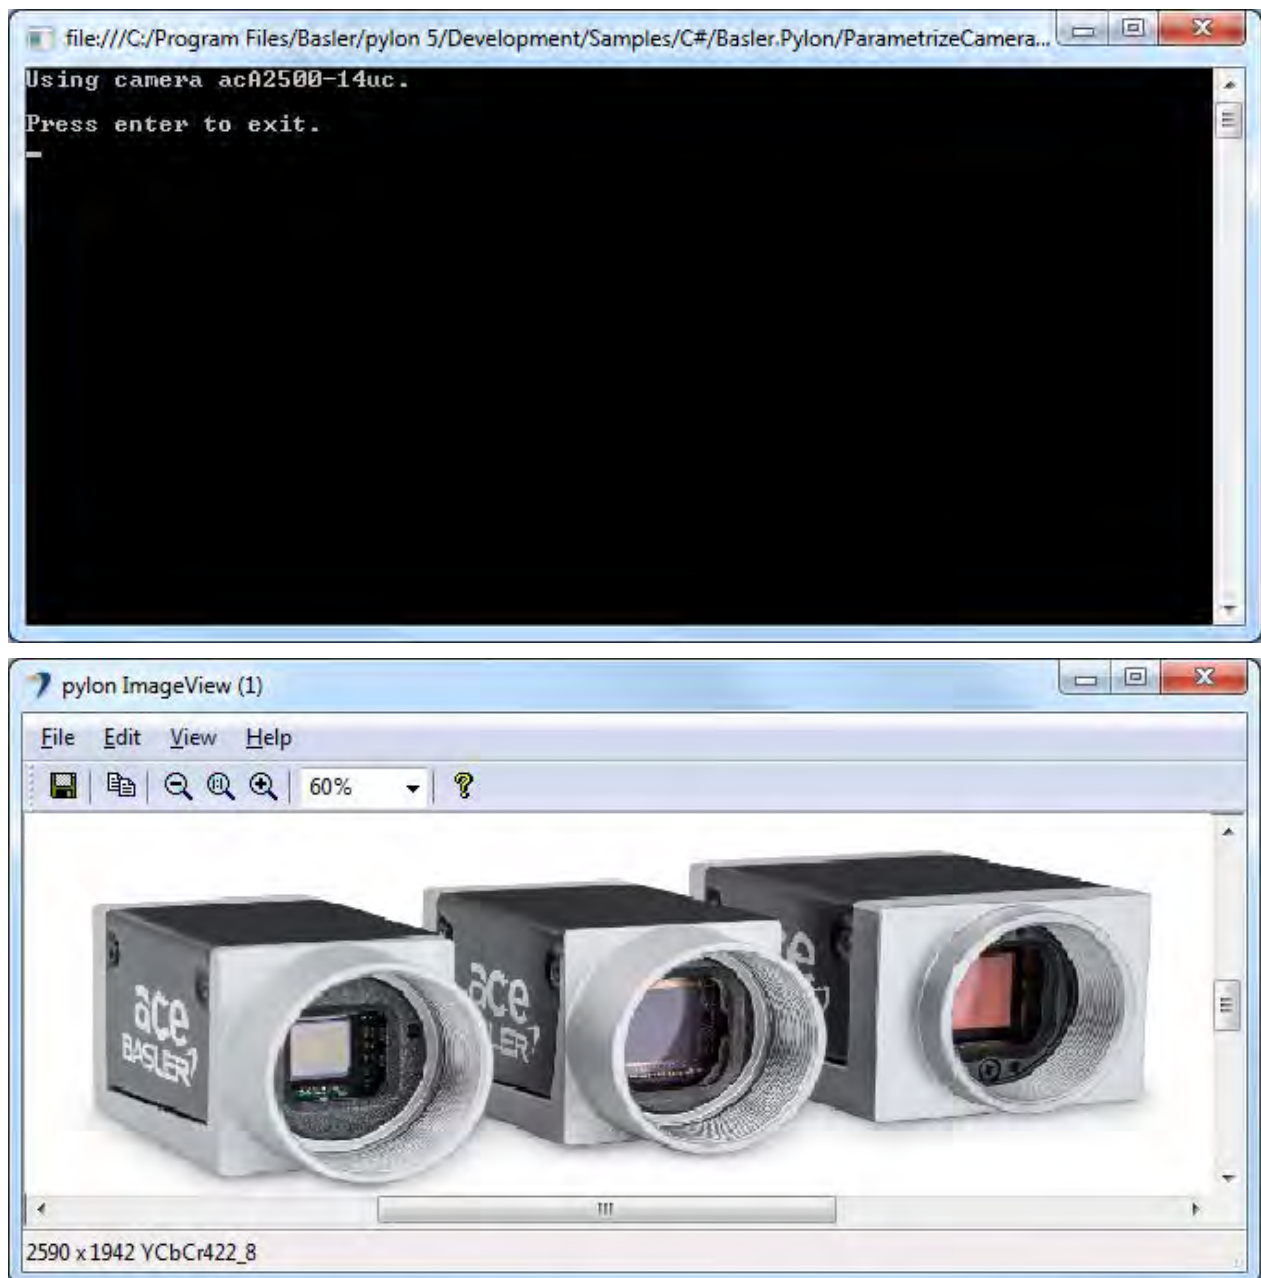 file:///C:/Program Files/Basler/pylon 5/Development/Samples/C#/Basler.Pylon/ParametrizeCamera...
Using camera acA2500-14uc.
Press enter to exit.
pylon ImageView (1)
File Edit View Help
60%
ace
BASLER
ace
LER
e
2590 x 1942 YCbCr422_8